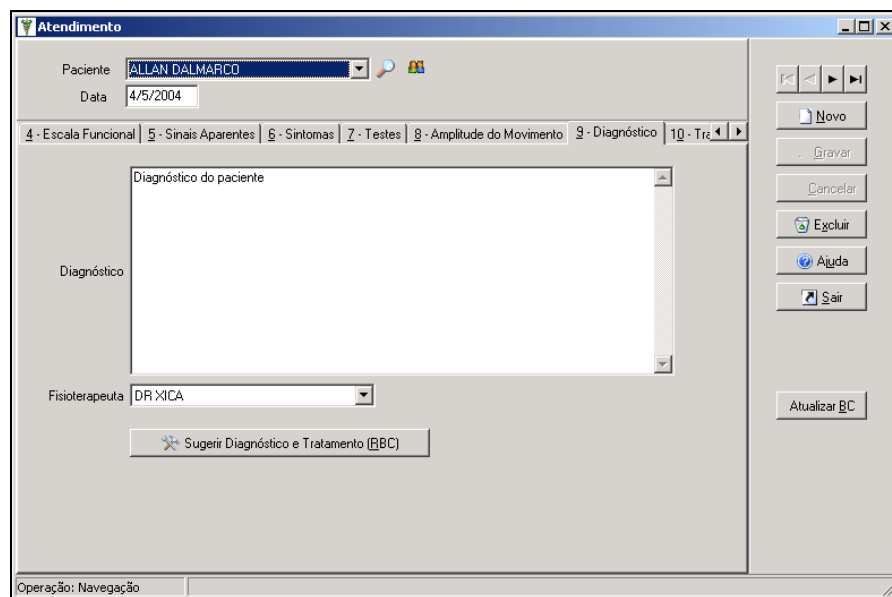 Atendimento
Paciente ALLAN DALMARCO
Data 4/5/2004
4 - Escala Funcional 5 - Sinais Aparentes 6 - Sintomas 7 - Testes 8 - Amplitude do Movimento 9 - Diagnóstico 10 - Tra
Diagnóstico do paciente
Diagnóstico
Fisioterapeuta DR XICA
Sugerir Diagnóstico e Tratamento (RBC)
Novo
Gravar
Cancelar
Excluir
Ajuda
Sair
Atualizar BC
Operação: Navegação